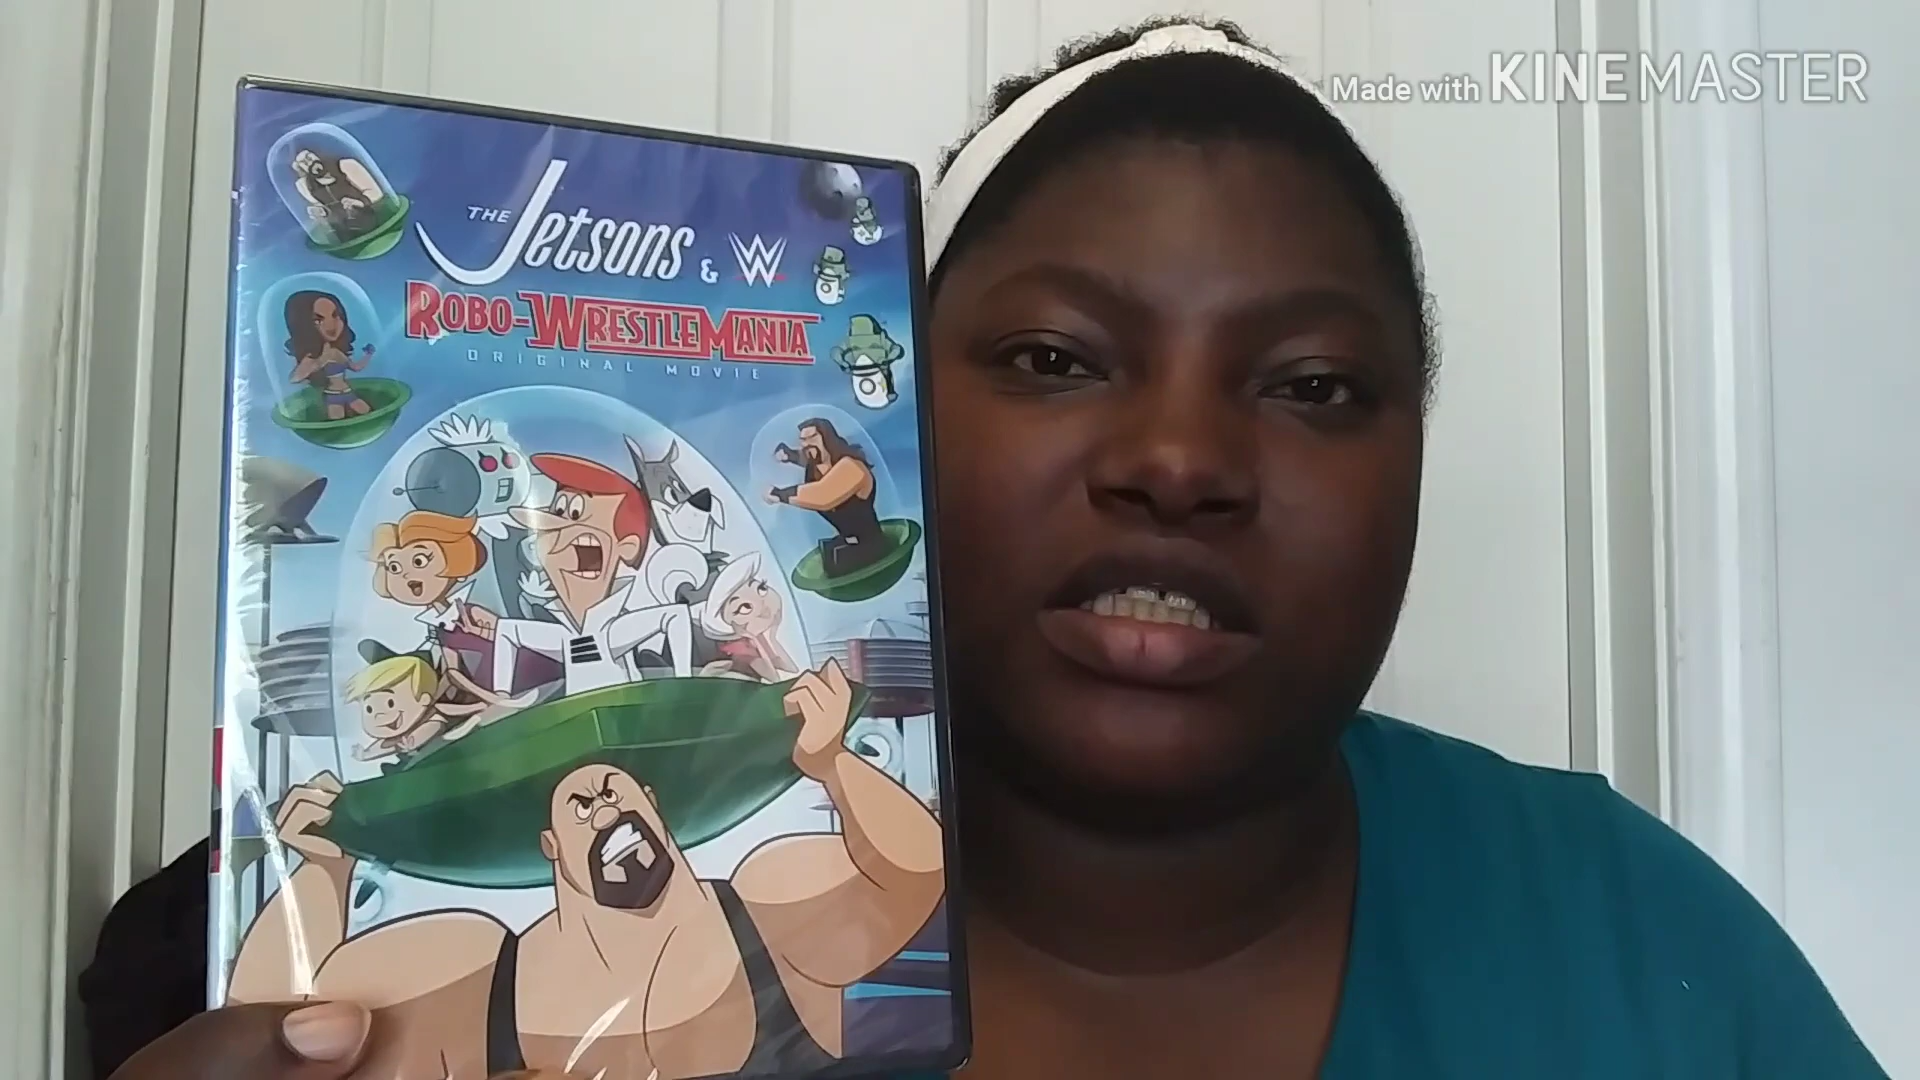 Made with KINEMASTER
THE Jetsons & W
ROBO-WRESTLEMANIA
ORIGINAL MOVIE